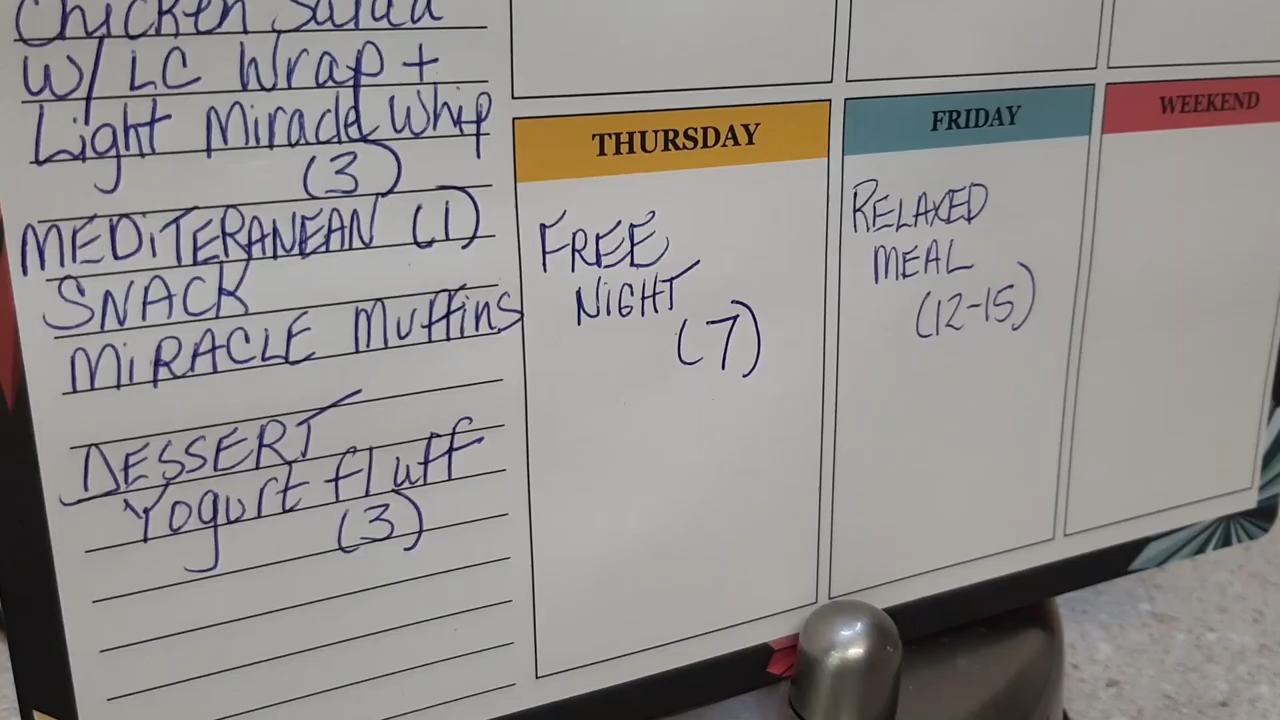 Chicken Salad
W/ LC Wrap +
Light Miracle Whip
(3)
MEDiTERANEAN (1)
SNACK
MiRACLE Muffins
DESSERT
Yogurt fluff
(3)
THURSDAY
FREE
NiGHT
(7)
FRIDAY
RELAXED
MEAL
(12-15)
WEEKEND